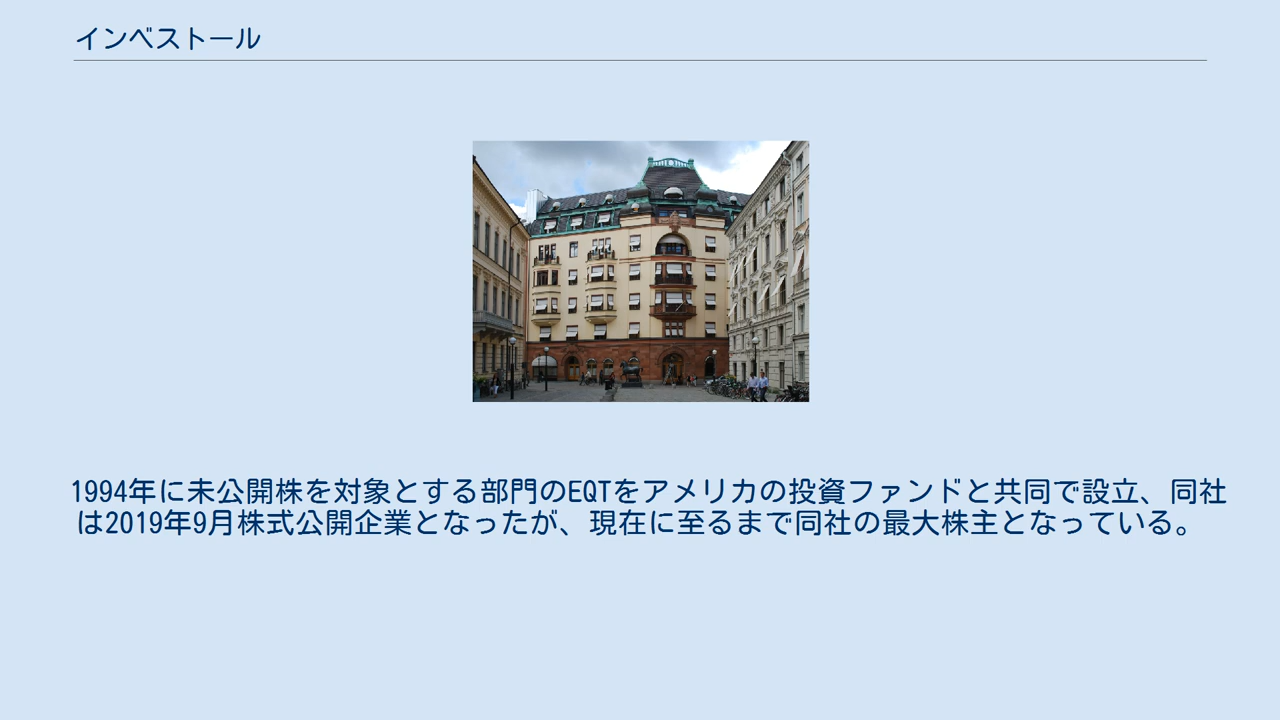 インベストール
1994年に未公開株を対象とする部門のEQTをアメリカの投資ファンドと共同で設立、同社
は2019年9月株式公開企業となったが、現在に至るまで同社の最大株主となっている。